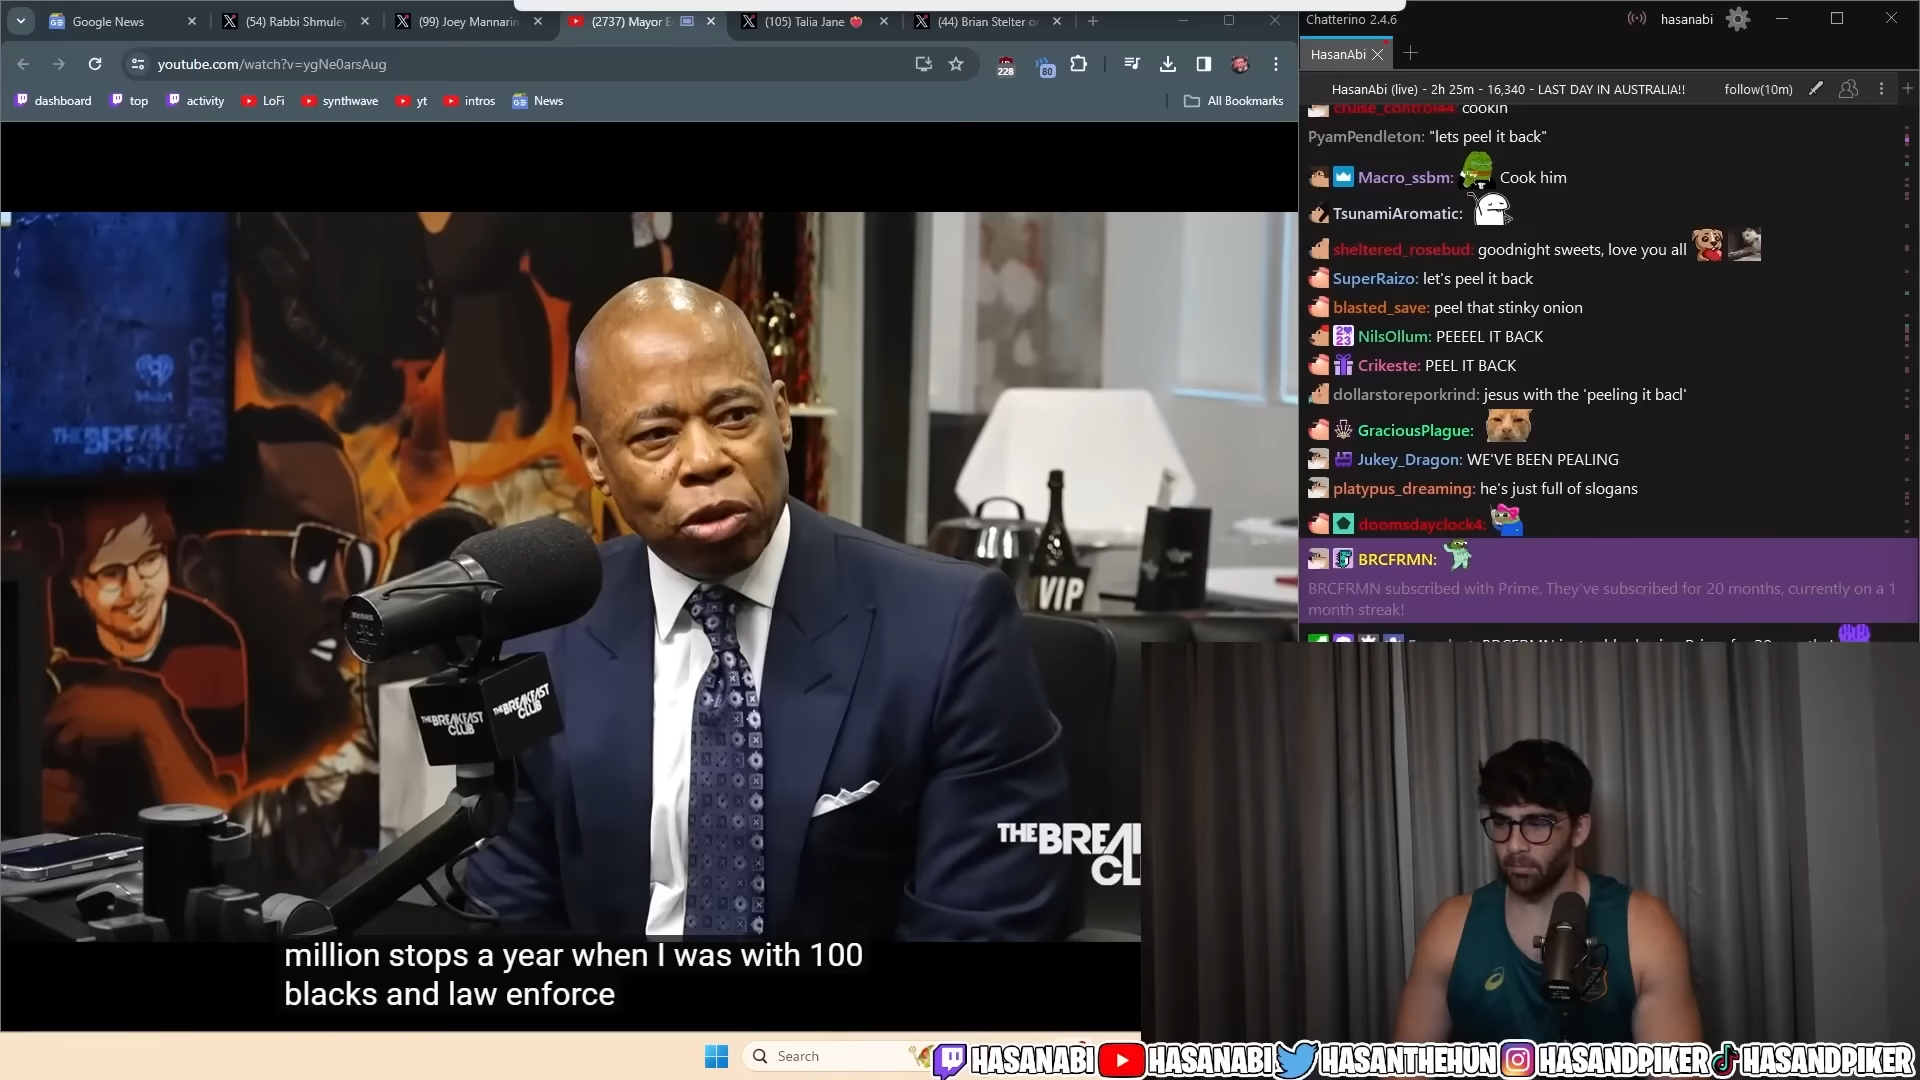 Google News
(54) Rabbi Shmuley
(99) Joey Mannarin
(2737) Mayor E
(105) Talia Jane
(44) Brian Stelter o
youtube.com/watch?v=ygNe0arsAug
228
80
dashboard
top
activity
LoFi
synthwave
yt
intros
News
All Bookmarks
Chatterino 2.4.6
hasanabi
HasanAbi
HasanAbi (live) - 2h 25m - 16,340 - LAST DAY IN AUSTRALIA!!
follow(10m)
cruise_control44: cookin
PyamPendleton: "lets peel it back"
Macro_ssbm: Cook him
TsunamiAromatic:
sheltered_rosebud: goodnight sweets, love you all
SuperRaizo: let's peel it back
blasted_save: peel that stinky onion
NilsOllum: PEEEEL IT BACK
Crikeste: PEEL IT BACK
dollarstoreporkrind: jesus with the 'peeling it bacl'
GraciousPlague:
Jukey_Dragon: WE'VE BEEN PEALING
platypus_dreaming: he's just full of slogans
doomsdayclock4:
BRCFRMN:
BRCFRMN subscribed with Prime. They've subscribed for 20 months, currently on a 1
month streak!
VIP
THE BREAKFAST
CLUB
THE BREAKFAST
CLUB
THE BREA
CL
million stops a year when I was with 100
blacks and law enforce
Search
HASANABI
HASANABI
HASANTHEHUN
HASANDPIKER
HASANDPIKER